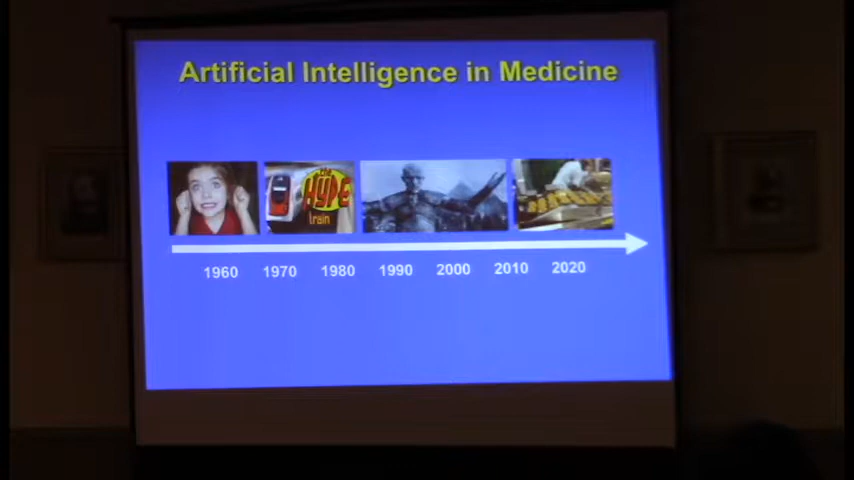 Artificial Intelligence in Medicine
the
HYPE
train
1960 1970 1980 1990 2000 2010 2020